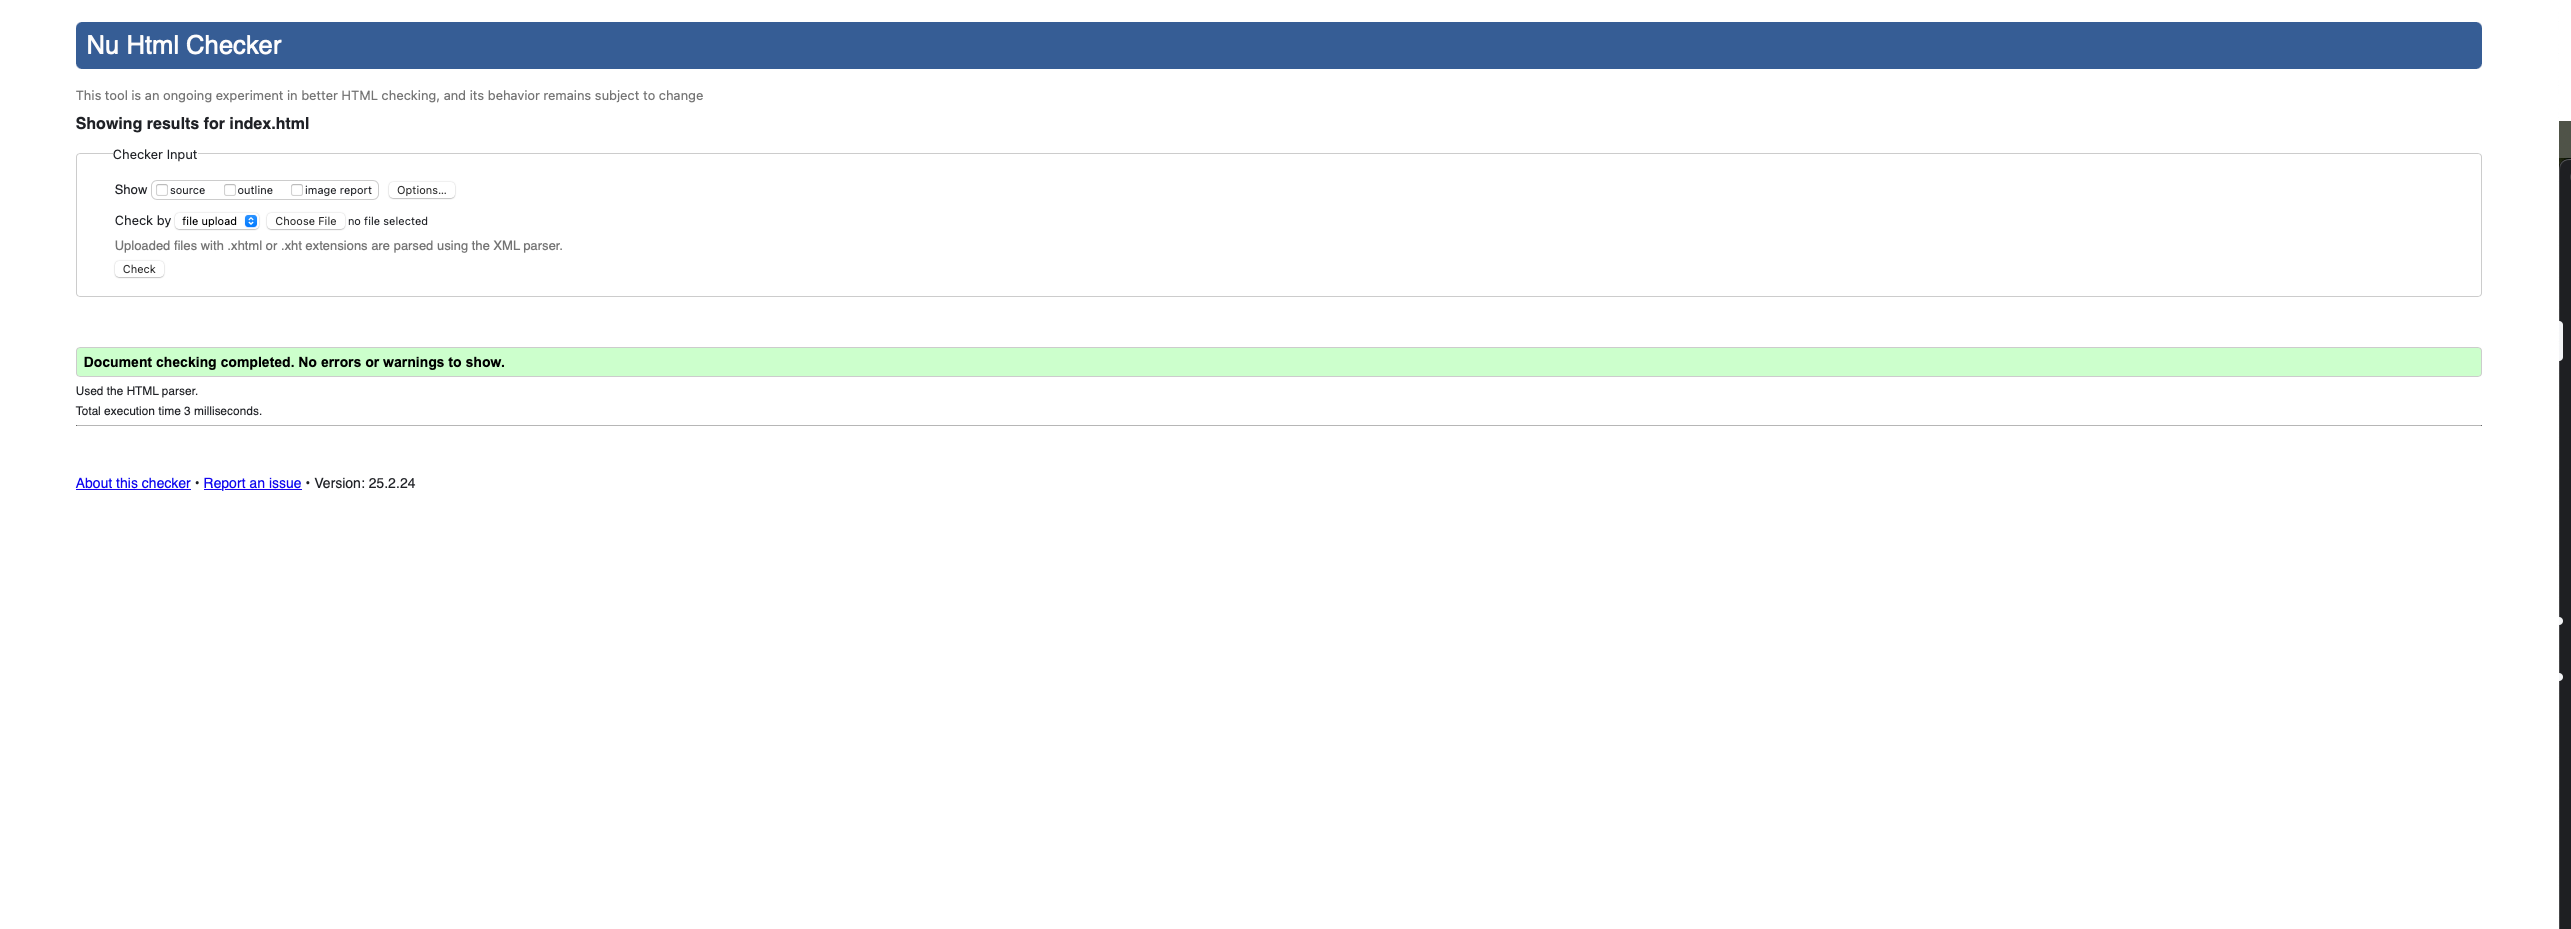 Nu Html Checker
This tool is an ongoing experiment in better HTML checking, and its behavior remains subject to change
Showing results for index.html
Checker Input
Show source outline image report Options...
Check by file upload Choose File no file selected
Uploaded files with .xhtml or .xht extensions are parsed using the XML parser.
Check
Document checking completed. No errors or warnings to show.
Used the HTML parser.
Total execution time 3 milliseconds.
About this checker • Report an issue • Version: 25.2.24